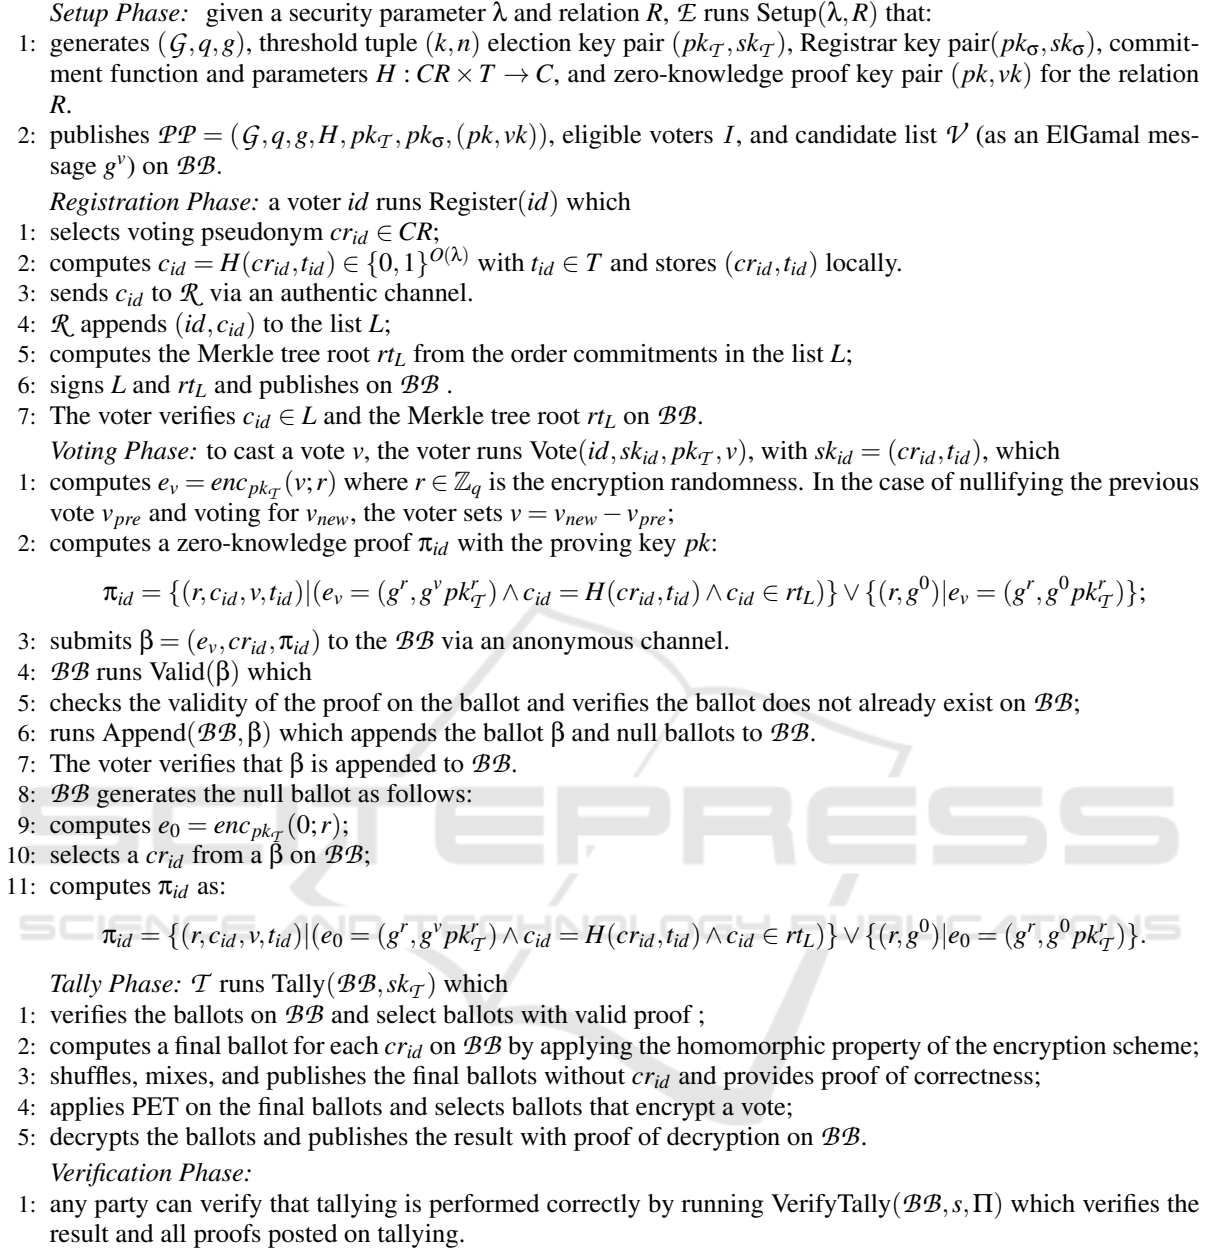 Setup Phase: given a security parameter λ and relation R, ℰ runs Setup(λ,R) that:
1: generates (𝒢,q,g), threshold tuple (k,n) election key pair (pk_𝒯,sk_𝒯), Registrar key pair(pk_σ,sk_σ), commit-
ment function and parameters H : CR × T → C, and zero-knowledge proof key pair (pk,vk) for the relation
R.
2: publishes 𝒫𝒫 = (𝒢,q,g,H,pk_𝒯,pk_σ,(pk,vk)), eligible voters I, and candidate list 𝒱 (as an ElGamal mes-
sage g^v) on ℬℬ.
Registration Phase: a voter id runs Register(id) which
1: selects voting pseudonym cr_id ∈ CR;
2: computes c_id = H(cr_id,t_id) ∈ {0,1}^{O(λ)} with t_id ∈ T and stores (cr_id,t_id) locally.
3: sends c_id to ℛ via an authentic channel.
4: ℛ appends (id,c_id) to the list L;
5: computes the Merkle tree root rt_L from the order commitments in the list L;
6: signs L and rt_L and publishes on ℬℬ .
7: The voter verifies c_id ∈ L and the Merkle tree root rt_L on ℬℬ.
Voting Phase: to cast a vote v, the voter runs Vote(id,sk_id,pk_𝒯,v), with sk_id = (cr_id,t_id), which
1: computes e_v = enc_{pk_𝒯}(v;r) where r ∈ ℤ_q is the encryption randomness. In the case of nullifying the previous
vote v_pre and voting for v_new, the voter sets v = v_new − v_pre;
2: computes a zero-knowledge proof π_id with the proving key pk:
π_id = {(r,c_id,v,t_id)|(e_v = (g^r,g^v pk_𝒯^r) ∧ c_id = H(cr_id,t_id) ∧ c_id ∈ rt_L)} ∨ {(r,g^0)|e_v = (g^r,g^0 pk_𝒯^r)};
3: submits β = (e_v,cr_id,π_id) to the ℬℬ via an anonymous channel.
4: ℬℬ runs Valid(β) which
5: checks the validity of the proof on the ballot and verifies the ballot does not already exist on ℬℬ;
6: runs Append(ℬℬ,β) which appends the ballot β and null ballots to ℬℬ.
7: The voter verifies that β is appended to ℬℬ.
8: ℬℬ generates the null ballot as follows:
9: computes e_0 = enc_{pk_𝒯}(0;r);
10: selects a cr_id from a β on ℬℬ;
11: computes π_id as:
π_id = {(r,c_id,v,t_id)|(e_0 = (g^r,g^v pk_𝒯^r) ∧ c_id = H(cr_id,t_id) ∧ c_id ∈ rt_L)} ∨ {(r,g^0)|e_0 = (g^r,g^0 pk_𝒯^r)}.
Tally Phase: 𝒯 runs Tally(ℬℬ,sk_𝒯) which
1: verifies the ballots on ℬℬ and select ballots with valid proof ;
2: computes a final ballot for each cr_id on ℬℬ by applying the homomorphic property of the encryption scheme;
3: shuffles, mixes, and publishes the final ballots without cr_id and provides proof of correctness;
4: applies PET on the final ballots and selects ballots that encrypt a vote;
5: decrypts the ballots and publishes the result with proof of decryption on ℬℬ.
Verification Phase:
1: any party can verify that tallying is performed correctly by running VerifyTally(ℬℬ,s,Π) which verifies the
result and all proofs posted on tallying.
SCITEPRESS
SCIENCE AND TECHNOLOGY PUBLICATIONS